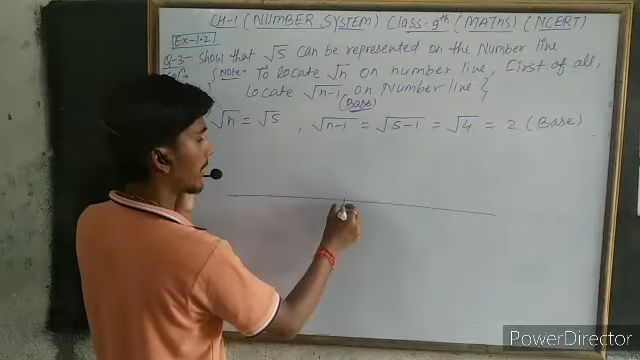 CH-1 (NUMBER SYSTEM) Class-9th (MATHS) (NCERT)
Ex-1.2
Q-3- Show that √5 can be represented on the Number line
Sol: { Note:- To locate √n on number line, First of all,
locate √n-1 on Number line }
(Base)
√n = √5 , √n-1 = √5-1 = √4 = 2 (Base)
PowerDirector